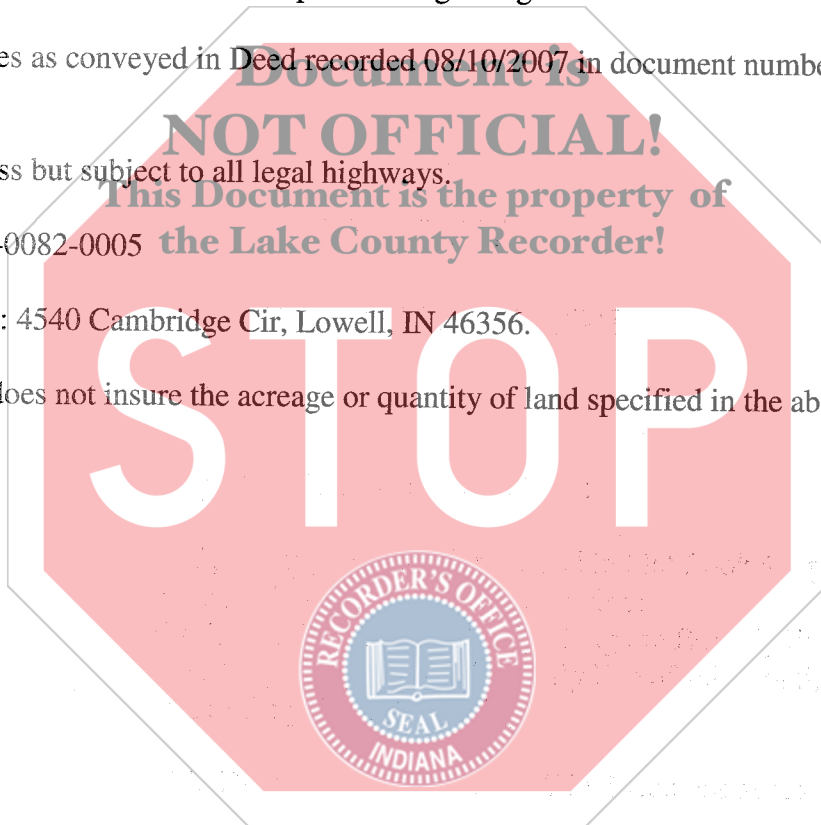 es as conveyed in Deed recorded 08/10/2007 in document numbe
Document is
NOT OFFICIAL!
ss but subject to all legal highways.
This Document is the property of
-0082-0005
the Lake County Recorder!
: 4540 Cambridge Cir, Lowell, IN 46356.
does not insure the acreage or quantity of land specified in the ab
STOP
RECORDER'S OFFICE
SEAL
INDIANA